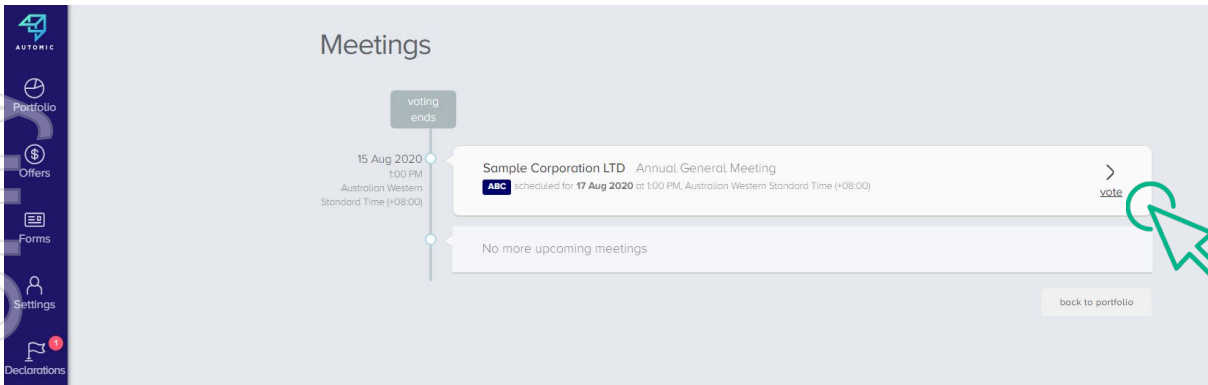 AUTOMIC
Portfolio
Offers
Forms
Settings
1
Declarations
Meetings
voting
ends
15 Aug 2020
1:00 PM
Australian Western
Standard Time (+08:00)
Sample Corporation LTD Annual General Meeting
ABC scheduled for 17 Aug 2020 at 1:00 PM, Australian Western Standard Time (+08:00)
vote
No more upcoming meetings
back to portfolio